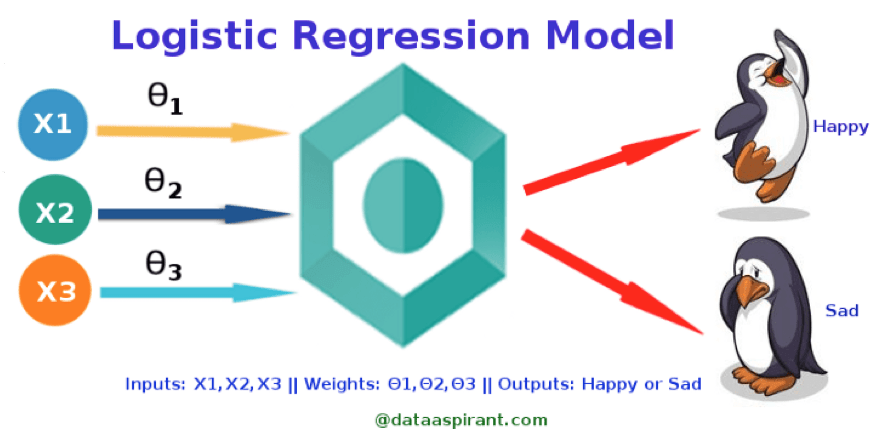 Logistic Regression Model
X1
Θ1
X2
Θ2
X3
Θ3
Happy
Sad
Inputs: X1,X2,X3 || Weights: Θ1,Θ2,Θ3 || Outputs: Happy or Sad
@dataaspirant.com